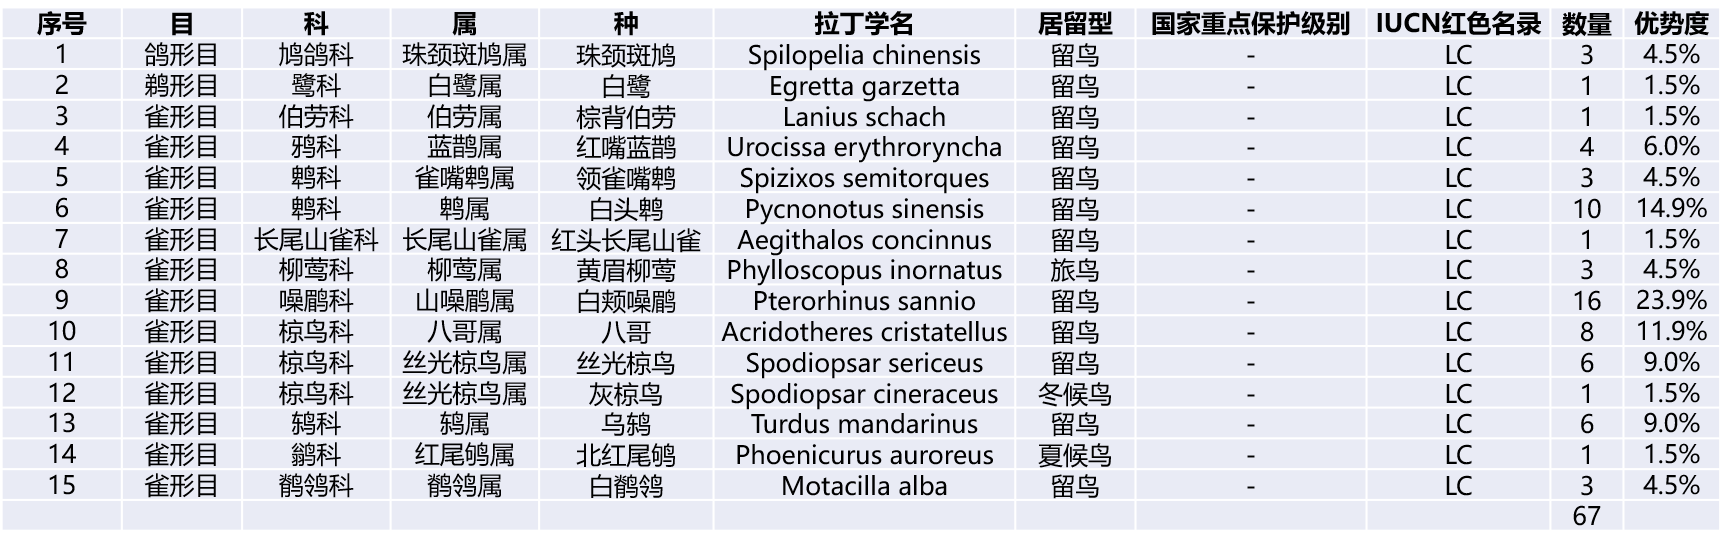 序号 目 科 属 种 拉丁学名 居留型 国家重点保护级别 IUCN红色名录 数量 优势度
1 鸽形目 鸠鸽科 珠颈斑鸠属 珠颈斑鸠 Spilopelia chinensis 留鸟 - LC 3 4.5%
2 鹈形目 鹭科 白鹭属 白鹭 Egretta garzetta 留鸟 - LC 1 1.5%
3 雀形目 伯劳科 伯劳属 棕背伯劳 Lanius schach 留鸟 - LC 1 1.5%
4 雀形目 鸦科 蓝鹊属 红嘴蓝鹊 Urocissa erythroryncha 留鸟 - LC 4 6.0%
5 雀形目 鹎科 雀嘴鹎属 领雀嘴鹎 Spizixos semitorques 留鸟 - LC 3 4.5%
6 雀形目 鹎科 鹎属 白头鹎 Pycnonotus sinensis 留鸟 - LC 10 14.9%
7 雀形目 长尾山雀科 长尾山雀属 红头长尾山雀 Aegithalos concinnus 留鸟 - LC 1 1.5%
8 雀形目 柳莺科 柳莺属 黄眉柳莺 Phylloscopus inornatus 旅鸟 - LC 3 4.5%
9 雀形目 噪鹛科 山噪鹛属 白颊噪鹛 Pterorhinus sannio 留鸟 - LC 16 23.9%
10 雀形目 椋鸟科 八哥属 八哥 Acridotheres cristatellus 留鸟 - LC 8 11.9%
11 雀形目 椋鸟科 丝光椋鸟属 丝光椋鸟 Spodiopsar sericeus 留鸟 - LC 6 9.0%
12 雀形目 椋鸟科 丝光椋鸟属 灰椋鸟 Spodiopsar cineraceus 冬候鸟 - LC 1 1.5%
13 雀形目 鸫科 鸫属 乌鸫 Turdus mandarinus 留鸟 - LC 6 9.0%
14 雀形目 鹟科 红尾鸲属 北红尾鸲 Phoenicurus auroreus 夏候鸟 - LC 1 1.5%
15 雀形目 鹡鸰科 鹡鸰属 白鹡鸰 Motacilla alba 留鸟 - LC 3 4.5%
67